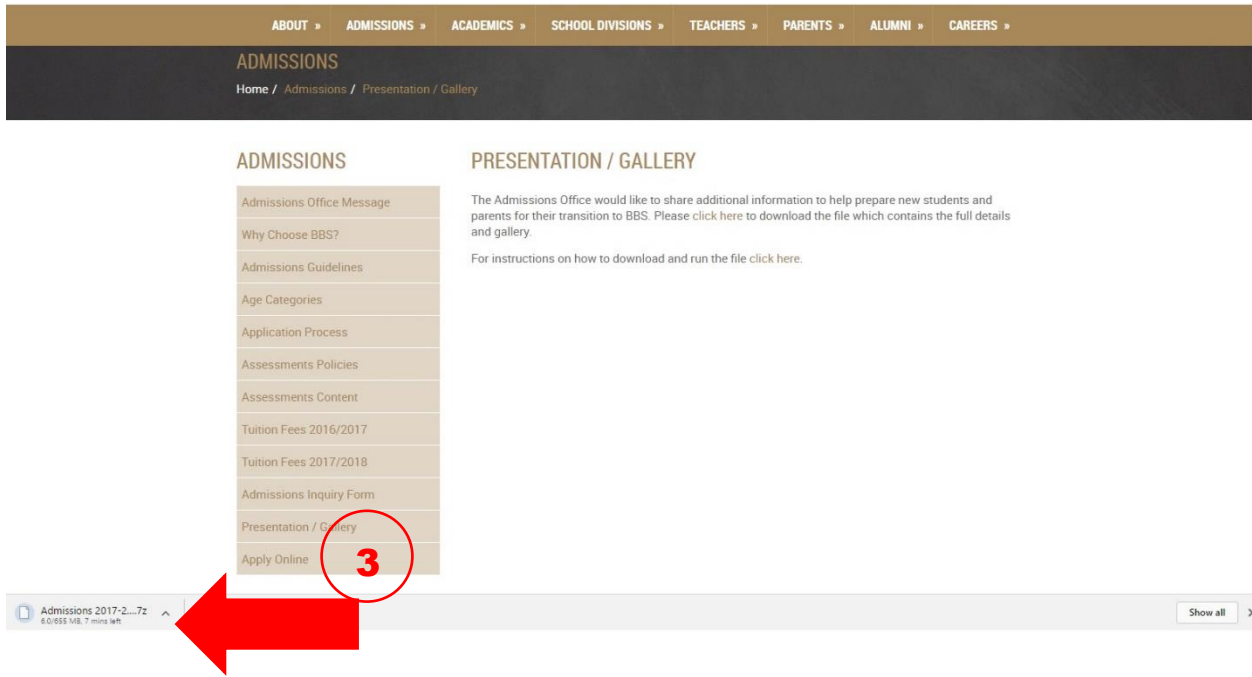 ABOUT » ADMISSIONS » ACADEMICS » SCHOOL DIVISIONS » TEACHERS » PARENTS » ALUMNI » CAREERS »
ADMISSIONS
Home / Admissions / Presentation / Gallery
ADMISSIONS
Admissions Office Message
Why Choose BBS?
Admissions Guidelines
Age Categories
Application Process
Assessments Policies
Assessments Content
Tuition Fees 2016/2017
Tuition Fees 2017/2018
Admissions Inquiry Form
Presentation / Gallery
Apply Online
3
PRESENTATION / GALLERY
The Admissions Office would like to share additional information to help prepare new students and
parents for their transition to BBS. Please click here to download the file which contains the full details
and gallery.
For instructions on how to download and run the file click here.
Admissions 2017-2....7z
6.0/655 MB, 7 mins left
Show all